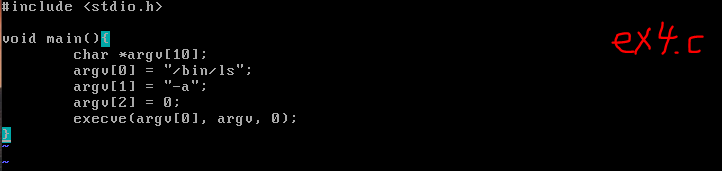 #include <stdio.h>
void main(){
char *argv[10];
argv[0] = "/bin/ls";
argv[1] = "-a";
argv[2] = 0;
execve(argv[0], argv, 0);
}
~
~
ex4.c